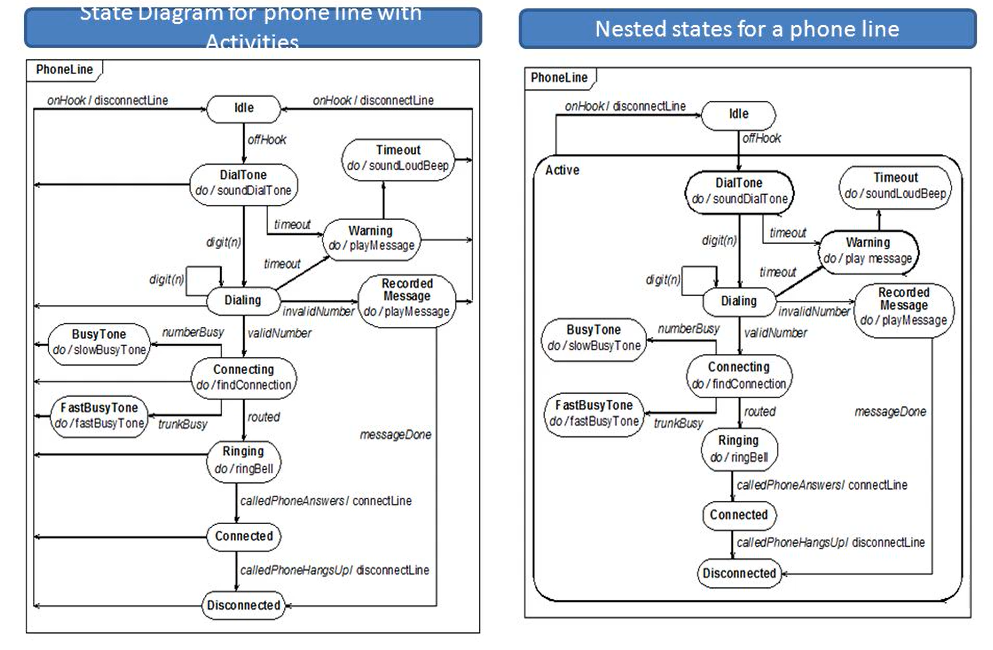 State Diagram for phone line with
Activities
PhoneLine
onHook / disconnectLine
Idle
onHook / disconnectLine
offHook
Timeout
do / soundLoudBeep
DialTone
do / soundDialTone
timeout
Warning
do / playMessage
digit(n)
timeout
digit(n)
Dialing
Recorded
Message
do / playMessage
invalidNumber
numberBusy
validNumber
BusyTone
do / slowBusyTone
Connecting
do / findConnection
FastBusyTone
do / fastBusyTone
trunkBusy
routed
messageDone
Ringing
do / ringBell
calledPhoneAnswers / connectLine
Connected
calledPhoneHangsUp / disconnectLine
Disconnected
Nested states for a phone line
PhoneLine
onHook / disconnectLine
Idle
offHook
Active
Timeout
do / soundLoudBeep
DialTone
do / soundDialTone
timeout
Warning
do / play message
digit(n)
timeout
digit(n)
Dialing
Recorded
Message
do / playMessage
invalidNumber
numberBusy
validNumber
BusyTone
do / slowBusyTone
Connecting
do / findConnection
FastBusyTone
do / fastBusyTone
trunkBusy
routed
messageDone
Ringing
do / ringBell
calledPhoneAnswers / connectLine
Connected
calledPhoneHangsUp / disconnectLine
Disconnected